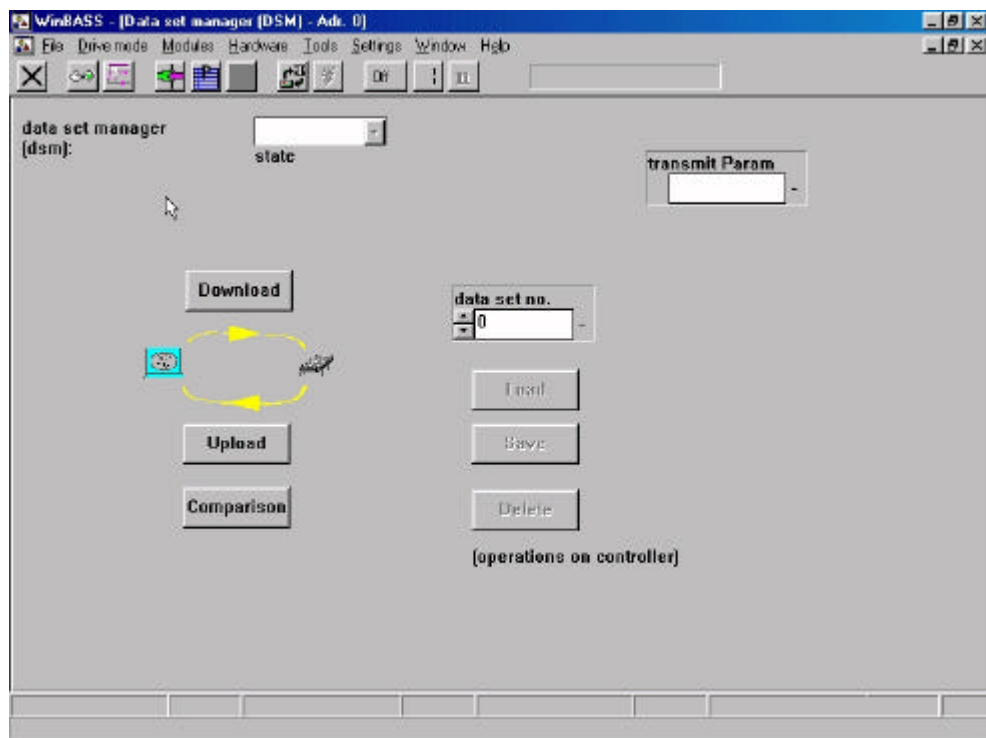 WinBASS - [Data set manager (DSM) - Adr. 0]
File Drive mode Modules Hardware Tools Settings Window Help
Off
data set manager
(dsm):
state
transmit Param
-
Download
data set no.
0
-
Load
Upload
Save
Comparison
Delete
(operations on controller)